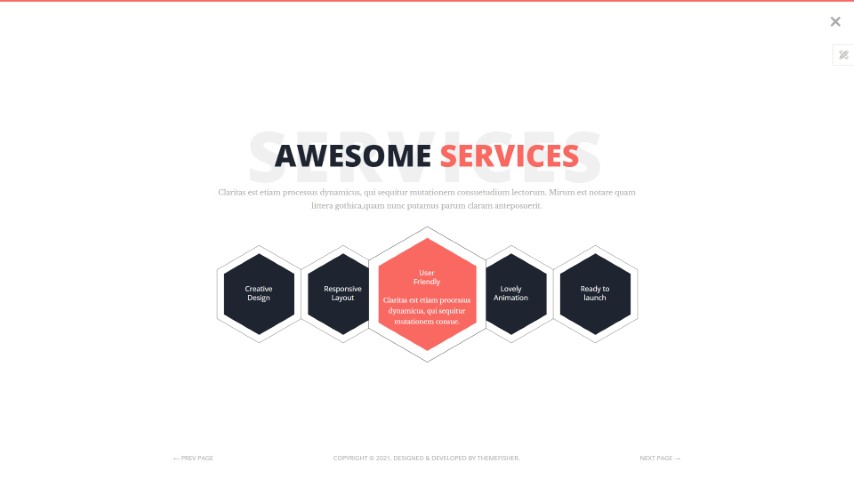 SERVICES
AWESOME SERVICES
Claritas est etiam processus dynamicus, qui sequitur mutationem consuetudium lectorum. Mirum est notare quam
littera gothica,quam nunc putamus parum claram anteposuerit.
Creative
Design
Responsive
Layout
User
Friendly
Claritas est etiam processus
dynamicus, qui sequitur
mutationem consue.
Lovely
Animation
Ready to
launch
← PREV PAGE
COPYRIGHT © 2021, DESIGNED & DEVELOPED BY THEMEFISHER.
NEXT PAGE →